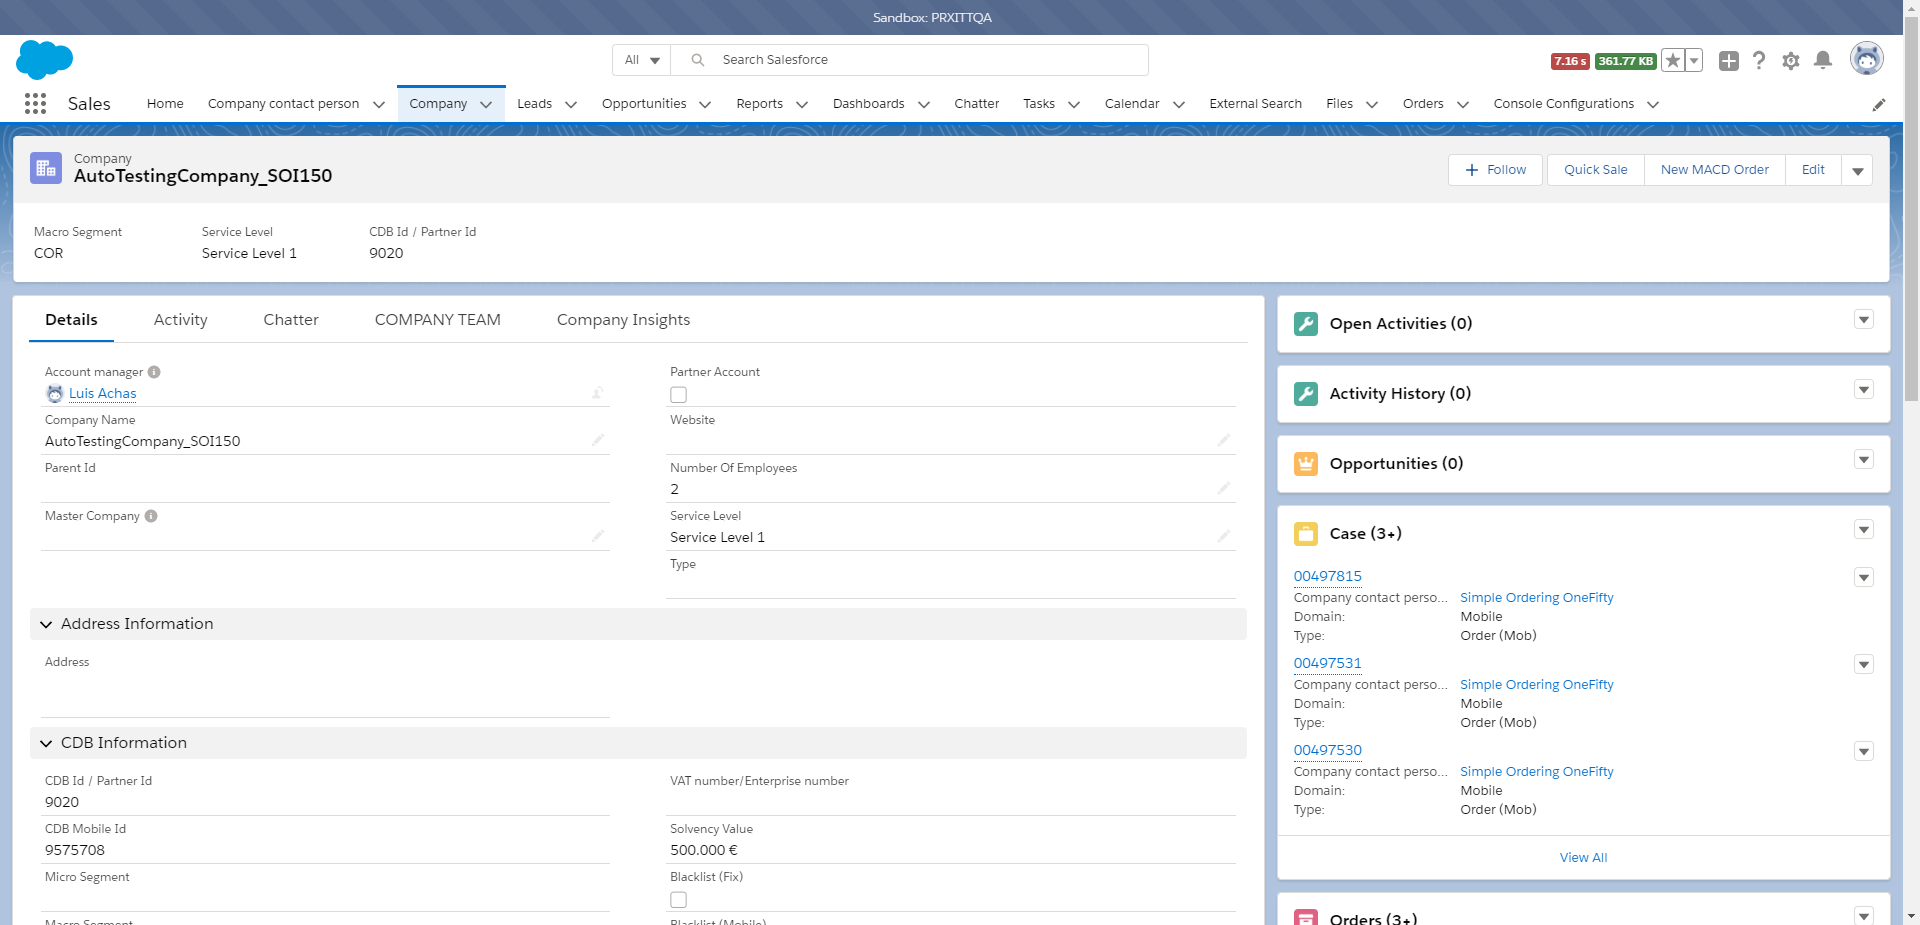 Sandbox: PRXITTQA
All
Search Salesforce
7.16 s
361.77 KB
Sales
Home
Company contact person
Company
Leads
Opportunities
Reports
Dashboards
Chatter
Tasks
Calendar
External Search
Files
Orders
Console Configurations
Company
AutoTestingCompany_SOI150
Follow
Quick Sale
New MACD Order
Edit
Macro Segment
COR
Service Level
Service Level 1
CDB Id / Partner Id
9020
Details
Activity
Chatter
COMPANY TEAM
Company Insights
Account manager
Luis Achas
Partner Account
Company Name
AutoTestingCompany_SOI150
Website
Parent Id
Number Of Employees
2
Master Company
Service Level
Service Level 1
Type
Address Information
Address
CDB Information
CDB Id / Partner Id
9020
VAT number/Enterprise number
CDB Mobile Id
9575708
Solvency Value
500.000 €
Micro Segment
Blacklist (Fix)
Macro Segment
Blacklist (Mobile)
Open Activities (0)
Activity History (0)
Opportunities (0)
Case (3+)
00497815
Company contact perso... Simple Ordering OneFifty
Domain: Mobile
Type: Order (Mob)
00497531
Company contact perso... Simple Ordering OneFifty
Domain: Mobile
Type: Order (Mob)
00497530
Company contact perso... Simple Ordering OneFifty
Domain: Mobile
Type: Order (Mob)
View All
Orders (3+)